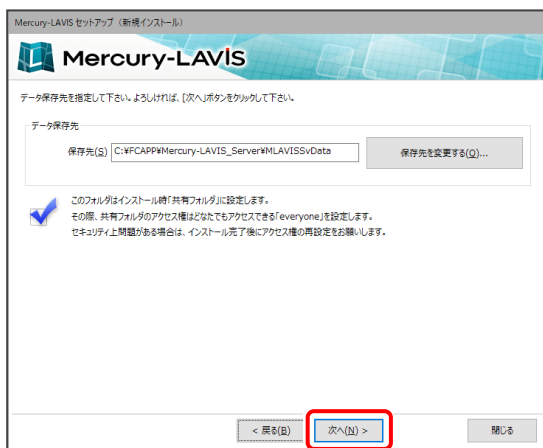 Mercury-LAVIS セットアップ（新規インストール）
Mercury-LAVIS
データ保存先を指定して下さい。よろしければ、[次へ]ボタンをクリックして下さい。
データ保存先
保存先(S) C:¥FCAPP¥Mercury-LAVIS_Server¥MLAVISSvData 保存先を変更する(O)...
このフォルダはインストール時「共有フォルダ」に設定します。
その際、共有フォルダのアクセス権はどなたでもアクセスできる「everyone」を設定します。
セキュリティ上問題がある場合は、インストール完了後にアクセス権の再設定をお願いします。
< 戻る(B) 次へ(N) > 閉じる